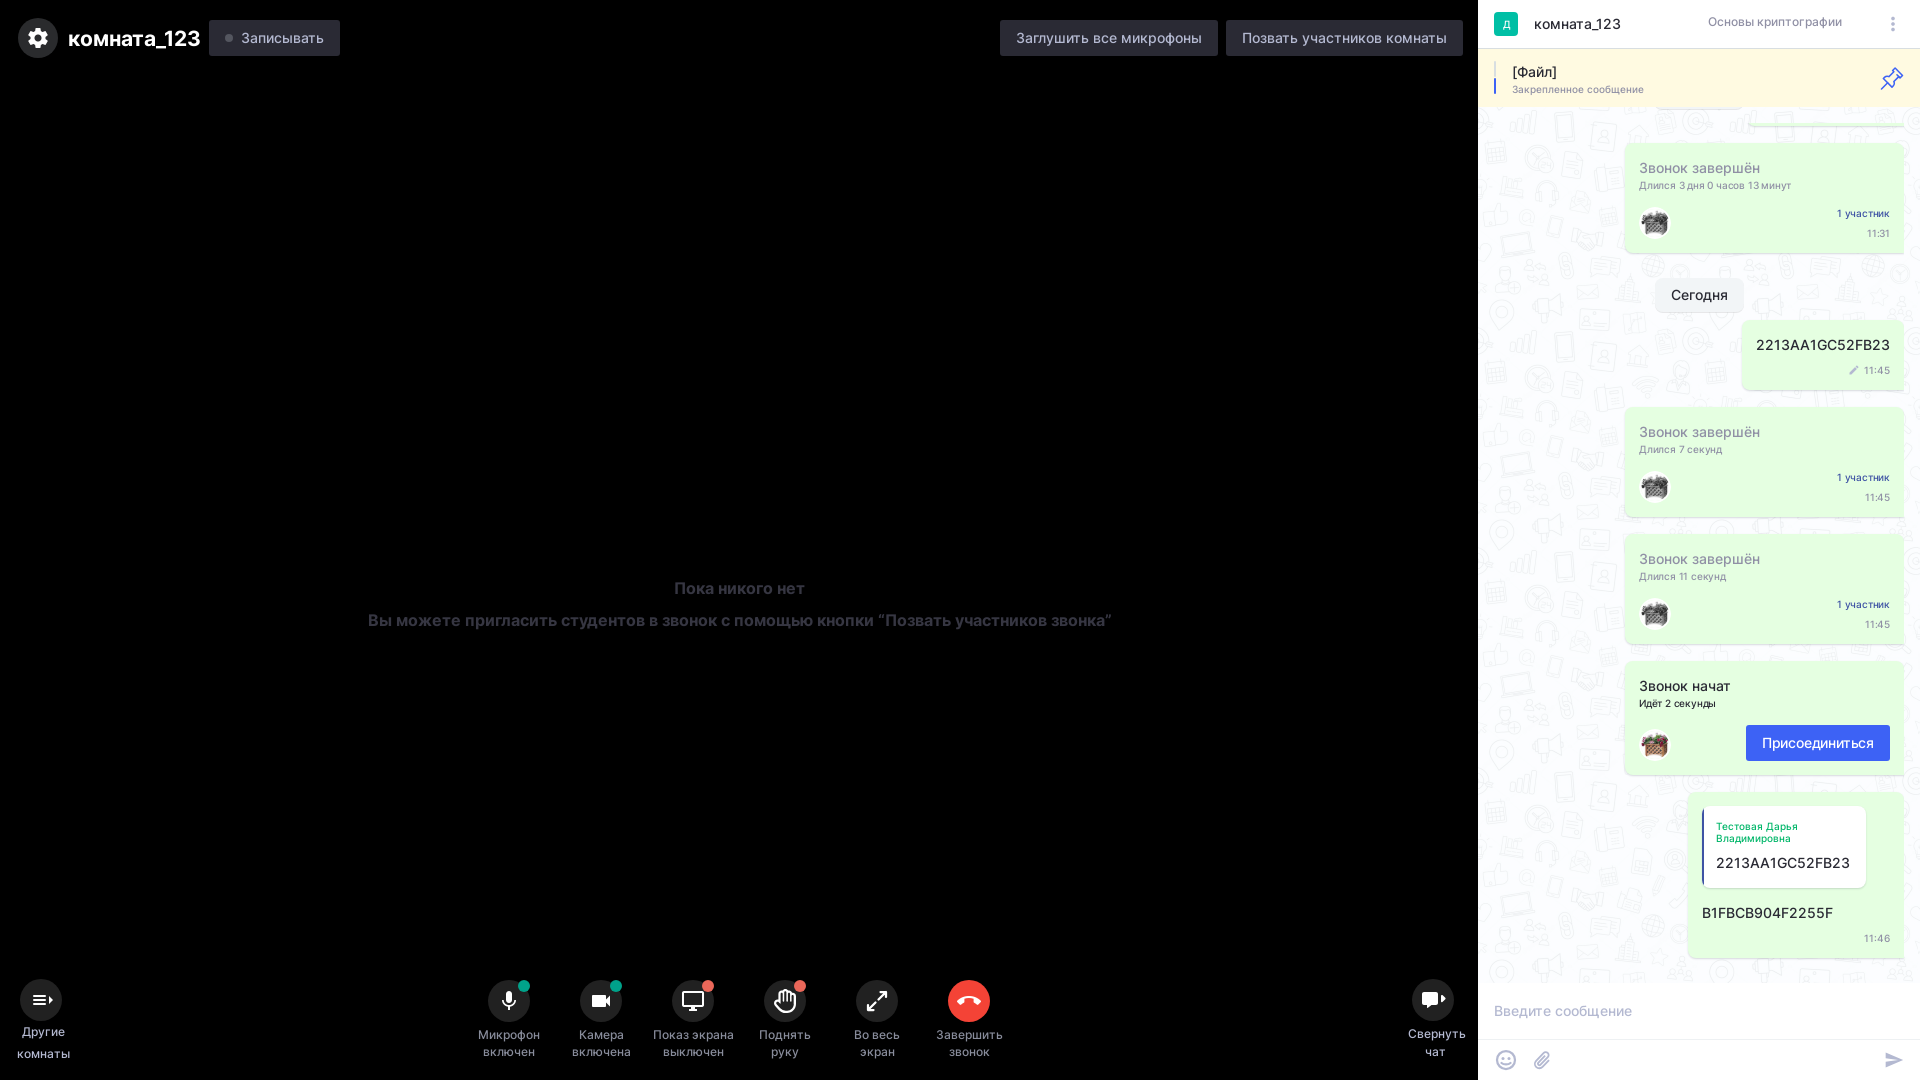 комната_123
Записывать
Заглушить все микрофоны
Позвать участников комнаты
Пока никого нет
Вы можете пригласить студентов в звонок с помощью кнопки “Позвать участников звонка”
Другие
комнаты
Микрофон
включен
Камера
включена
Показ экрана
выключен
Поднять
руку
Во весь
экран
Завершить
звонок
Свернуть
чат
Д
комната_123
Основы криптографии
[Файл]
Закрепленное сообщение
Звонок завершён
Длился 3 дня 0 часов 13 минут
1 участник
11:31
Сегодня
2213AA1GC52FB23
11:45
Звонок завершён
Длился 7 секунд
1 участник
11:45
Звонок завершён
Длился 11 секунд
1 участник
11:45
Звонок начат
Идёт 2 секунды
Присоединиться
Тестовая Дарья
Владимировна
2213AA1GC52FB23
B1FBCB904F2255F
11:46
Введите сообщение